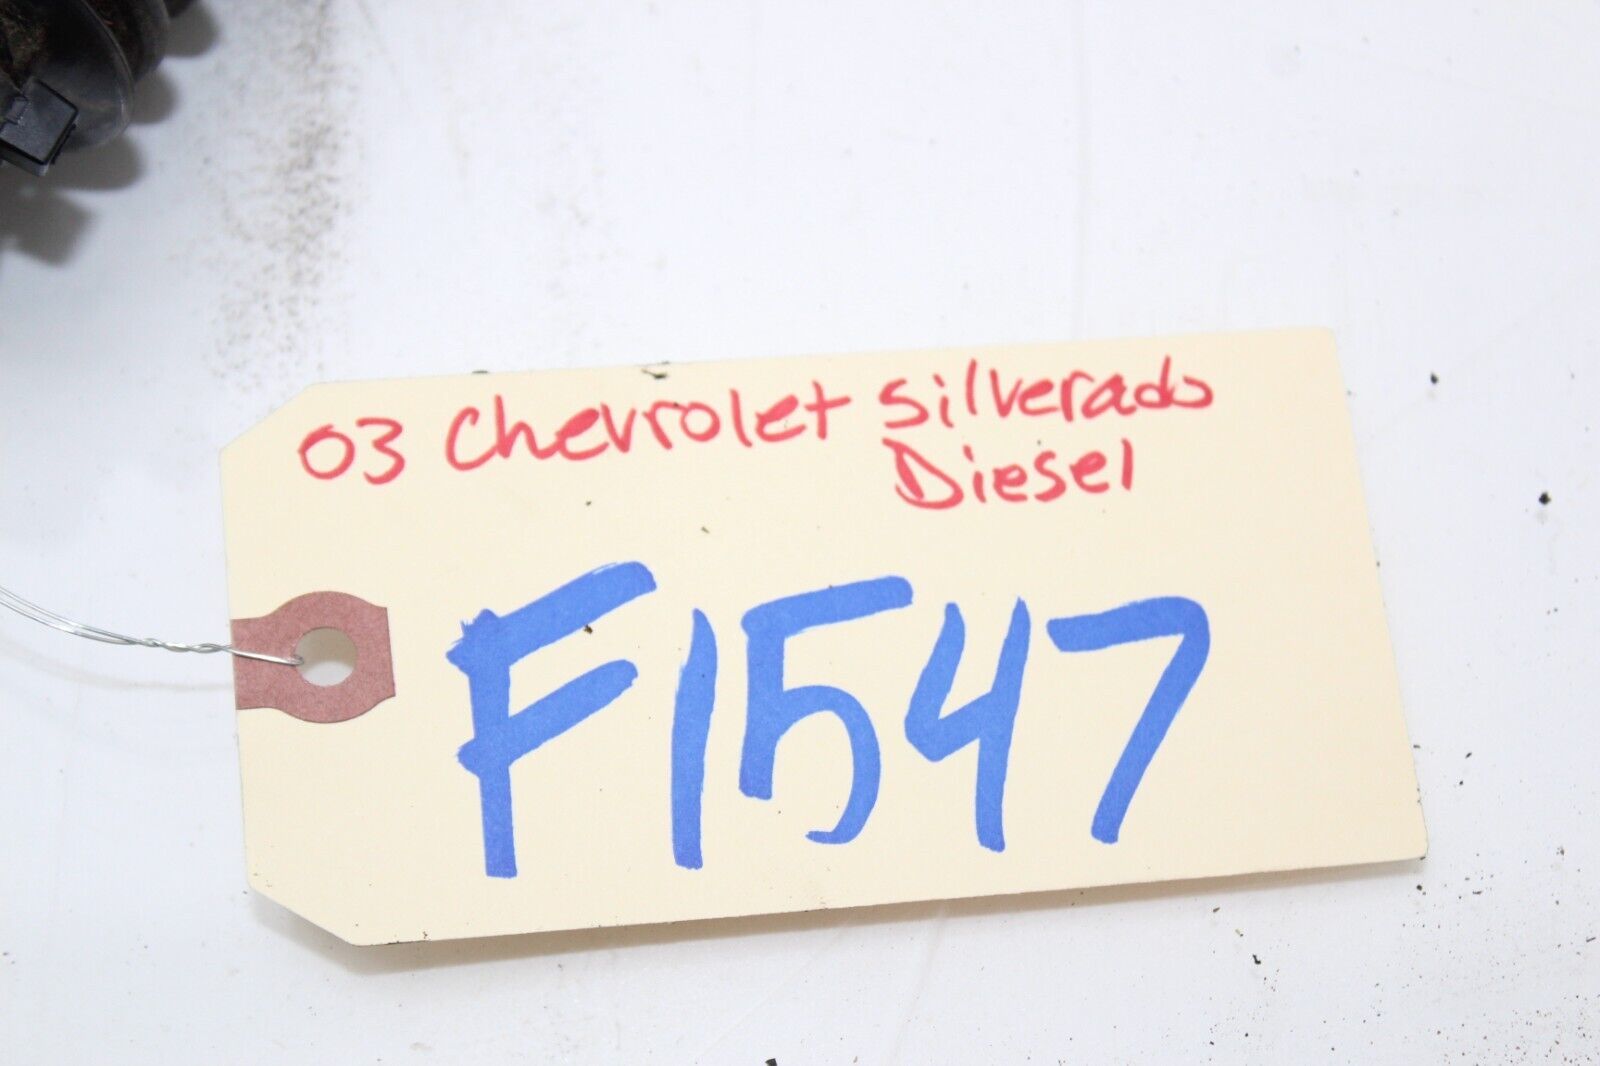 03 Chevrolet Silverado
Diesel
F1547